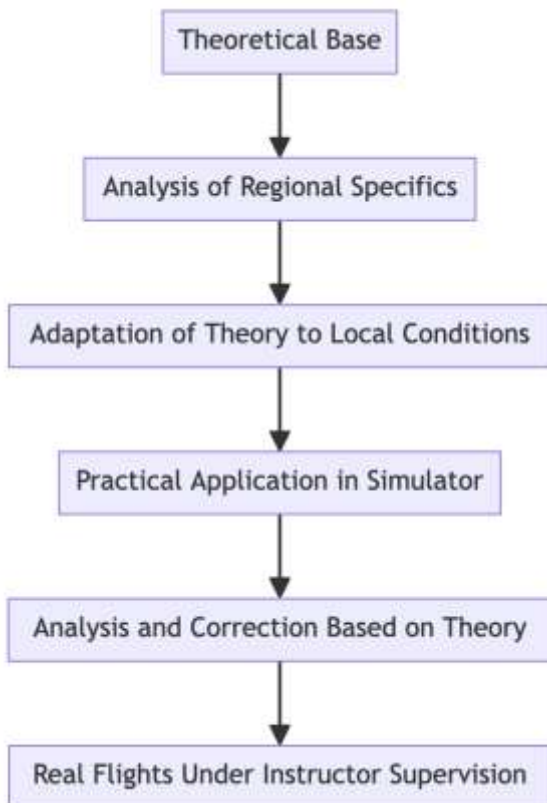 Theoretical Base
Analysis of Regional Specifics
Adaptation of Theory to Local Conditions
Practical Application in Simulator
Analysis and Correction Based on Theory
Real Flights Under Instructor Supervision